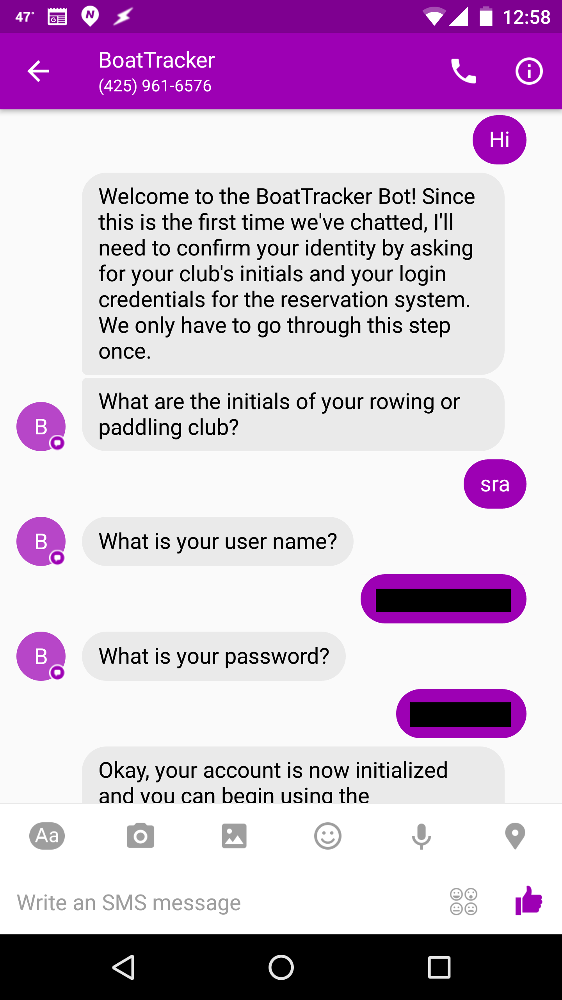 47°
G
N
12:58
BoatTracker
(425) 961-6576
Hi
Welcome to the BoatTracker Bot! Since
this is the first time we've chatted, I'll
need to confirm your identity by asking
for your club's initials and your login
credentials for the reservation system.
We only have to go through this step
once.
What are the initials of your rowing or
paddling club?
B
sra
B
What is your user name?
B
What is your password?
Okay, your account is now initialized
and you can begin using the
Aa
Write an SMS message